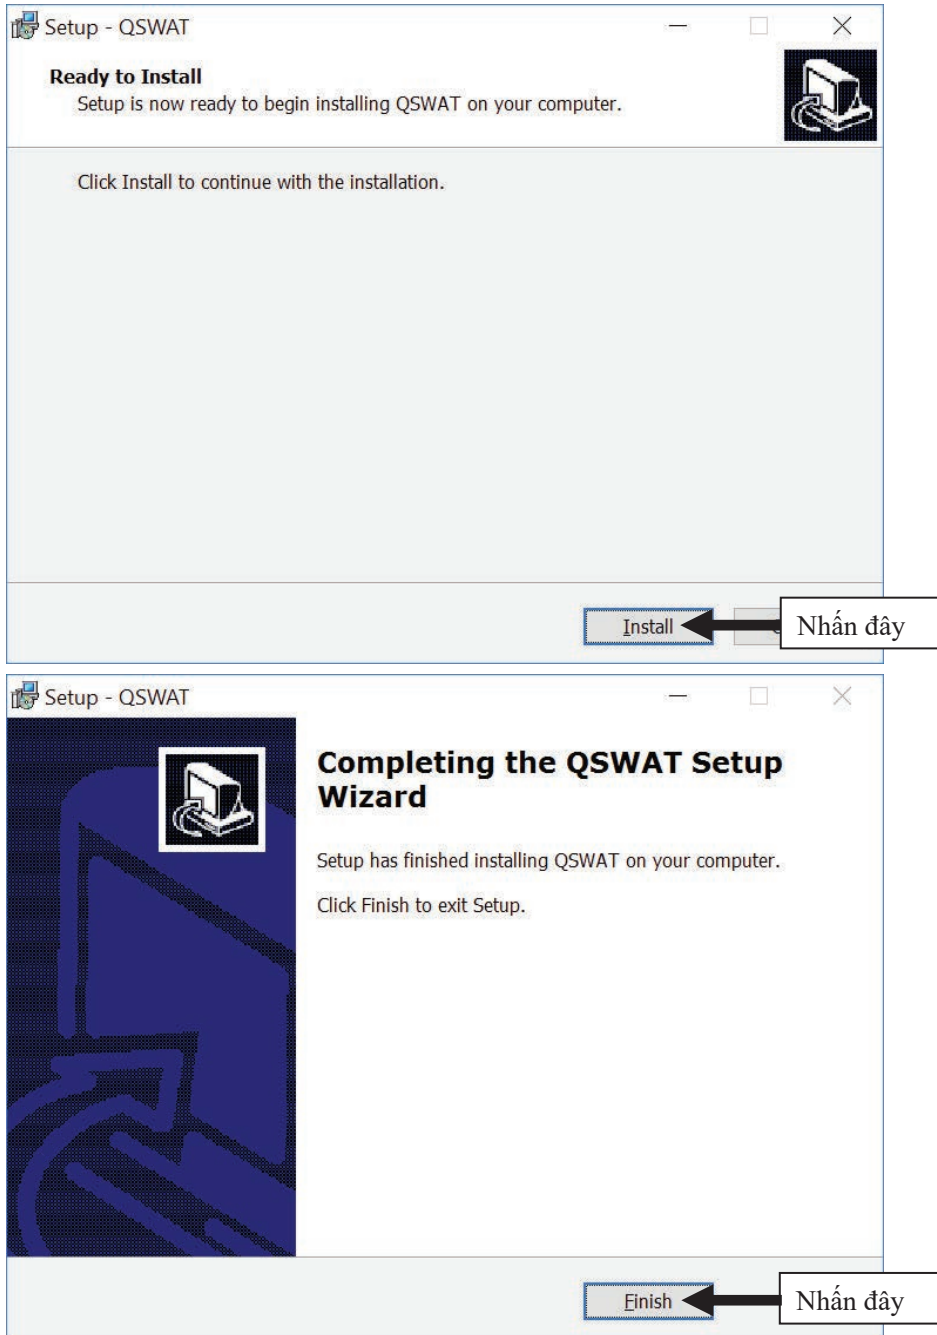 Setup - QSWAT
Ready to Install
Setup is now ready to begin installing QSWAT on your computer.
Click Install to continue with the installation.
Install
Nhấn đây
Setup - QSWAT
Completing the QSWAT Setup
Wizard
Setup has finished installing QSWAT on your computer.
Click Finish to exit Setup.
Finish
Nhấn đây